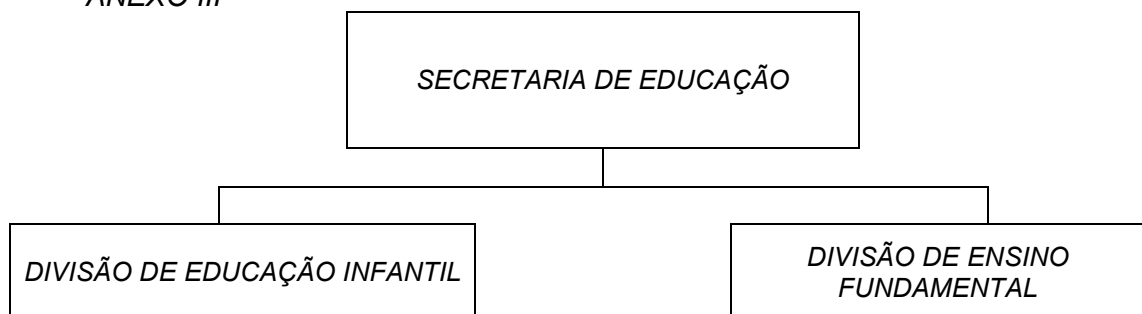 ANEXO III
SECRETARIA DE EDUCAÇÃO
DIVISÃO DE EDUCAÇÃO INFANTIL
DIVISÃO DE ENSINO
FUNDAMENTAL